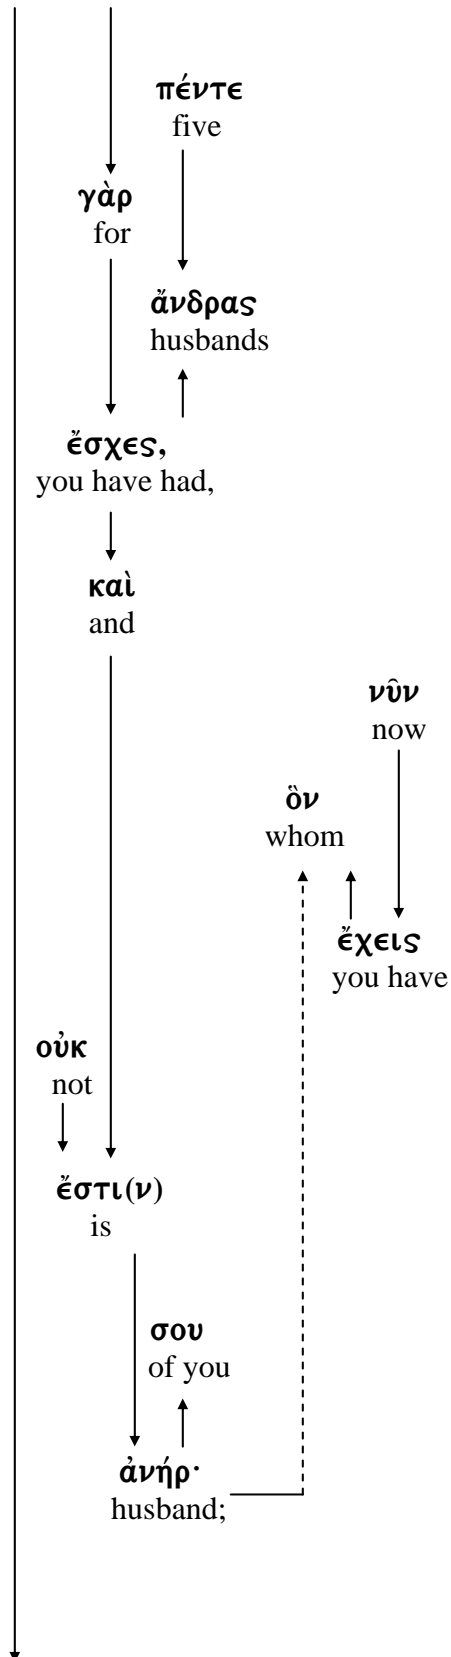 πέντε
five
γὰρ
for
ἄνδρας
husbands
ἔσχες,
you have had,
καὶ
and
νῦν
now
ὃν
whom
ἔχεις
you have
οὐκ
not
ἔστι(ν)
is
σου
of you
ἀνήρ·
husband;